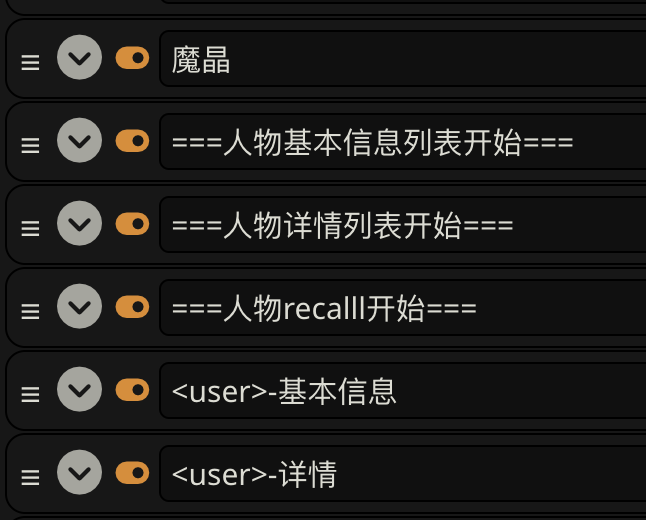 魔晶
===人物基本信息列表开始===
===人物详情列表开始===
===人物recalll开始===
<user>-基本信息
<user>-详情